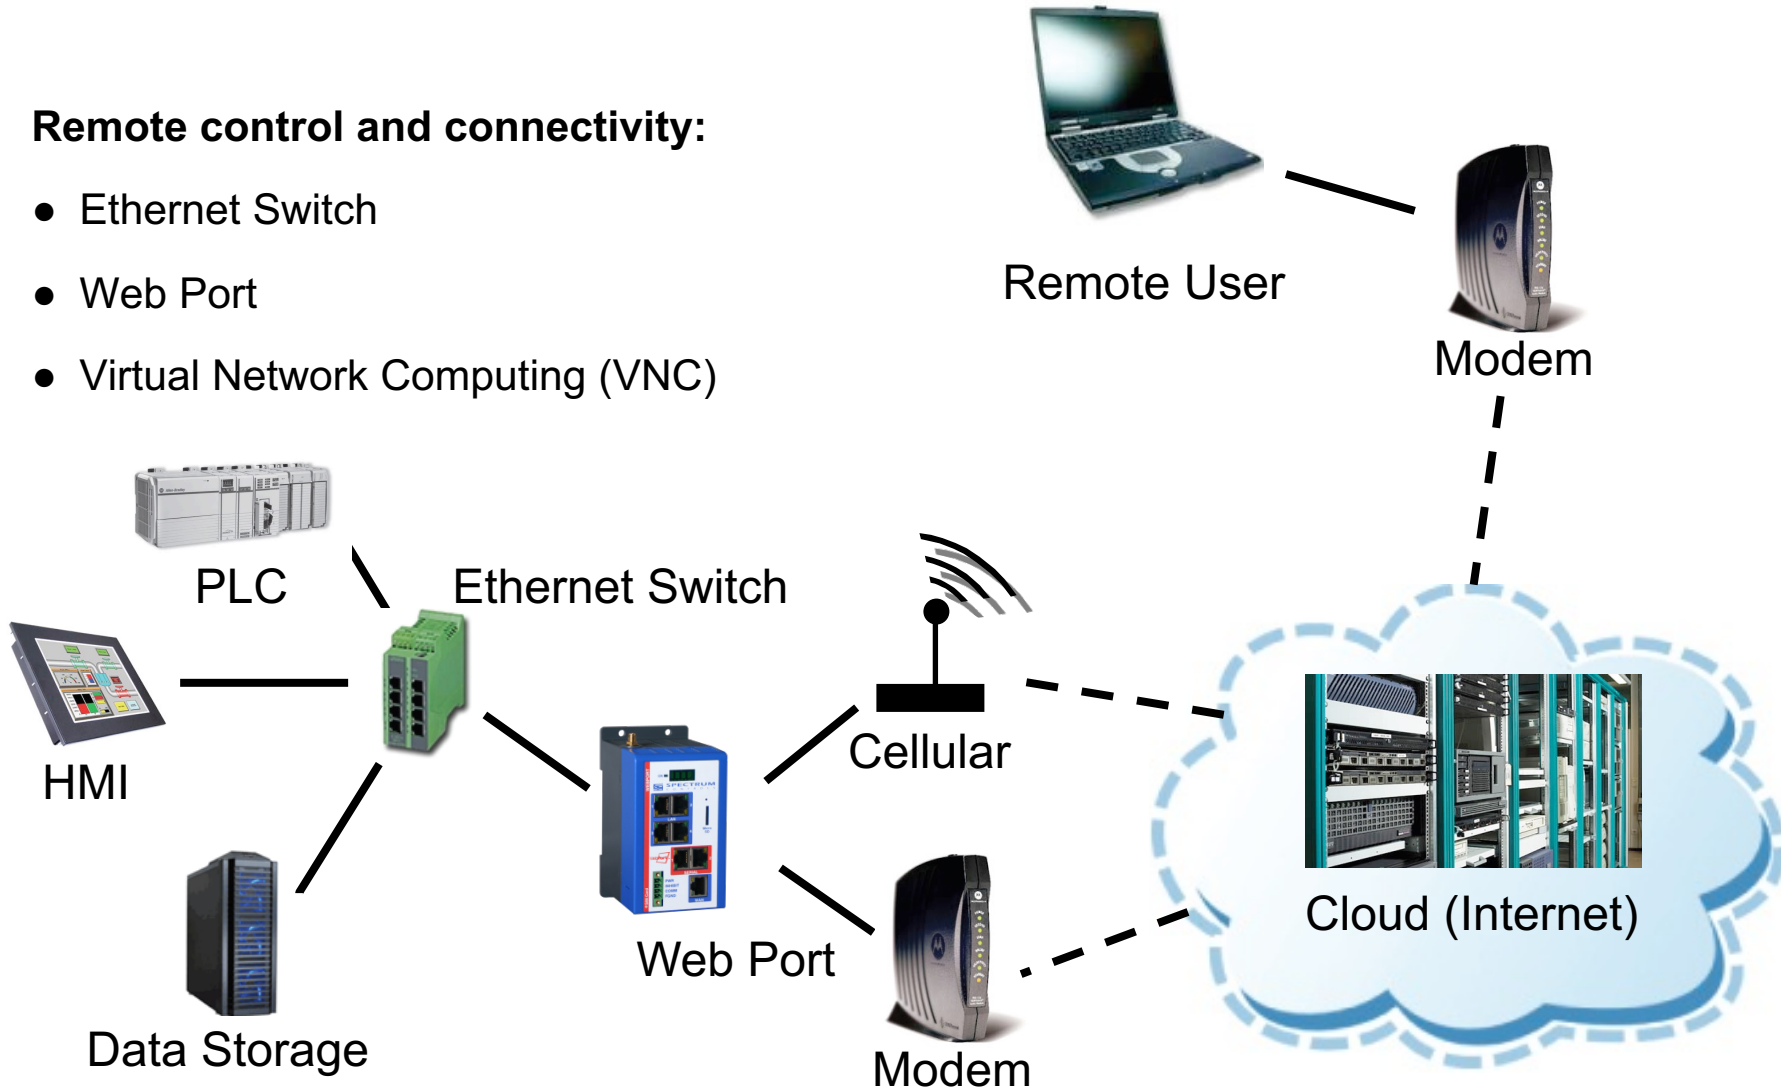 Remote control and connectivity:
● Ethernet Switch
● Web Port
● Virtual Network Computing (VNC)
Remote User
Modem
PLC
Ethernet Switch
HMI
Cellular
SPECTRUM
Web Port
Cloud (Internet)
Data Storage
Modem